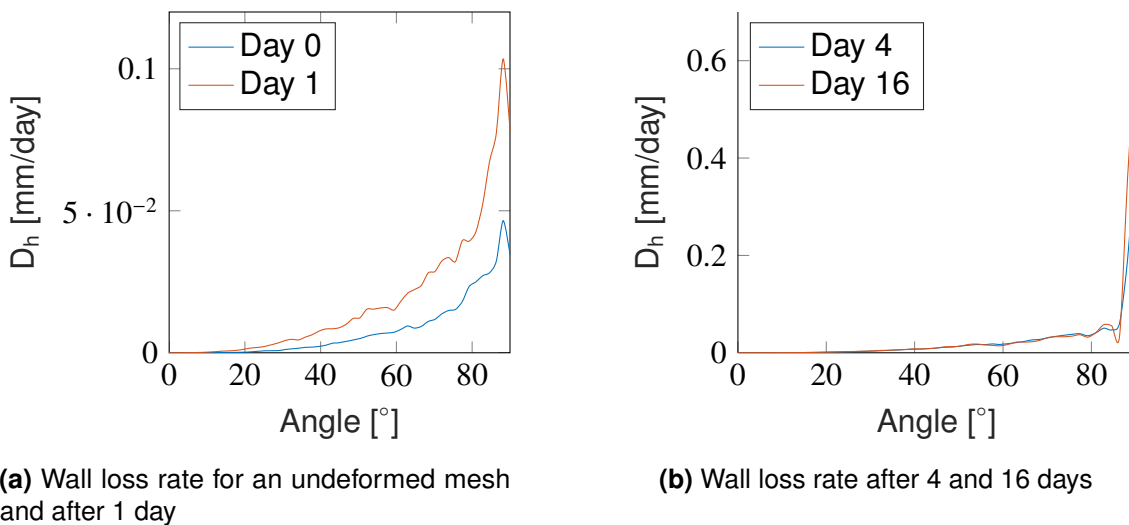 Day 0
Day 1
0.1
5 · 10⁻²
0
D_h [mm/day]
0 20 40 60 80
Angle [°]
(a) Wall loss rate for an undeformed mesh
and after 1 day
Day 4
Day 16
0.6
0.4
0.2
0
D_h [mm/day]
0 20 40 60 80
Angle [°]
(b) Wall loss rate after 4 and 16 days